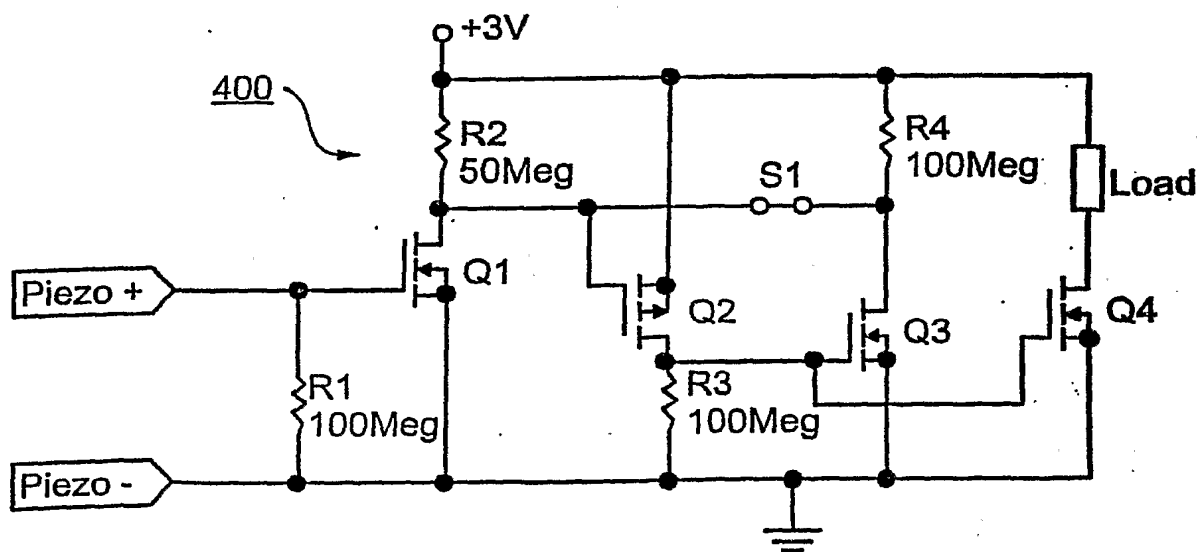 +3V
400
R2
50Meg
R4
100Meg
S1
Load
Q1
Piezo +
Q2
Q3
Q4
R1
100Meg
R3
100Meg
Piezo -